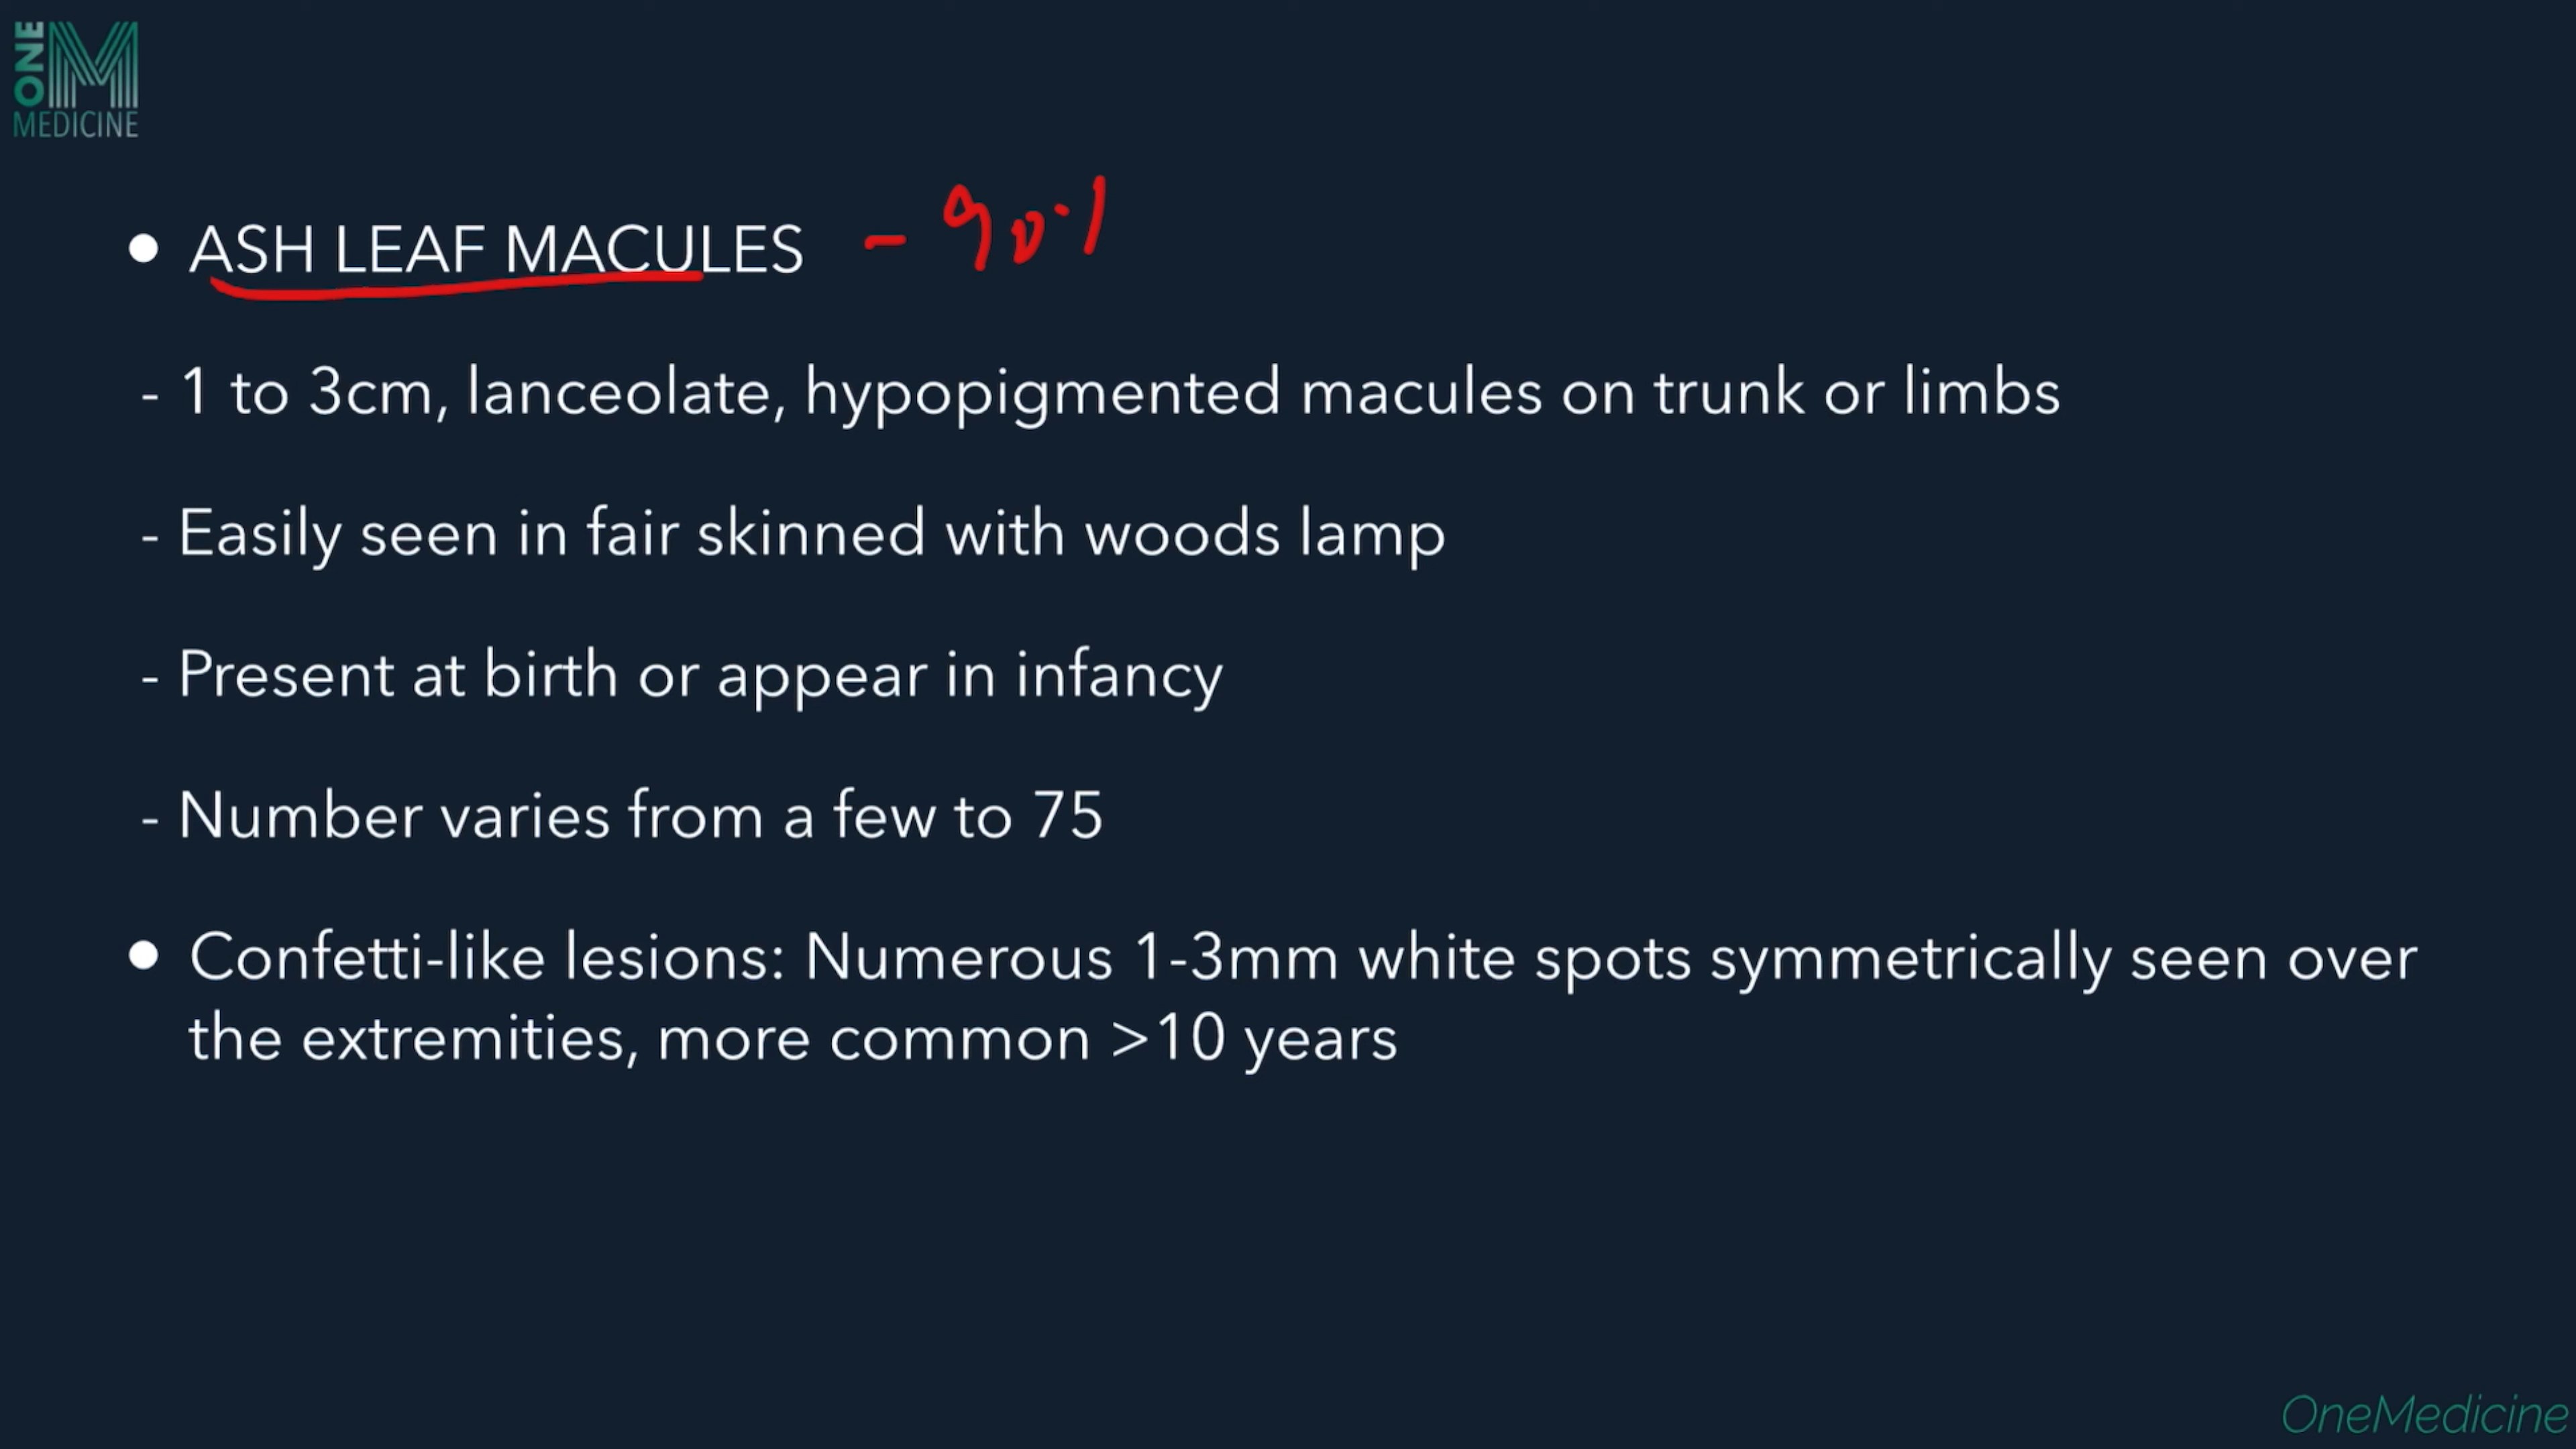 ONE
MEDICINE
● ASH LEAF MACULES - 90%
- 1 to 3cm, lanceolate, hypopigmented macules on trunk or limbs
- Easily seen in fair skinned with woods lamp
- Present at birth or appear in infancy
- Number varies from a few to 75
● Confetti-like lesions: Numerous 1-3mm white spots symmetrically seen over
the extremities, more common >10 years
OneMedicine